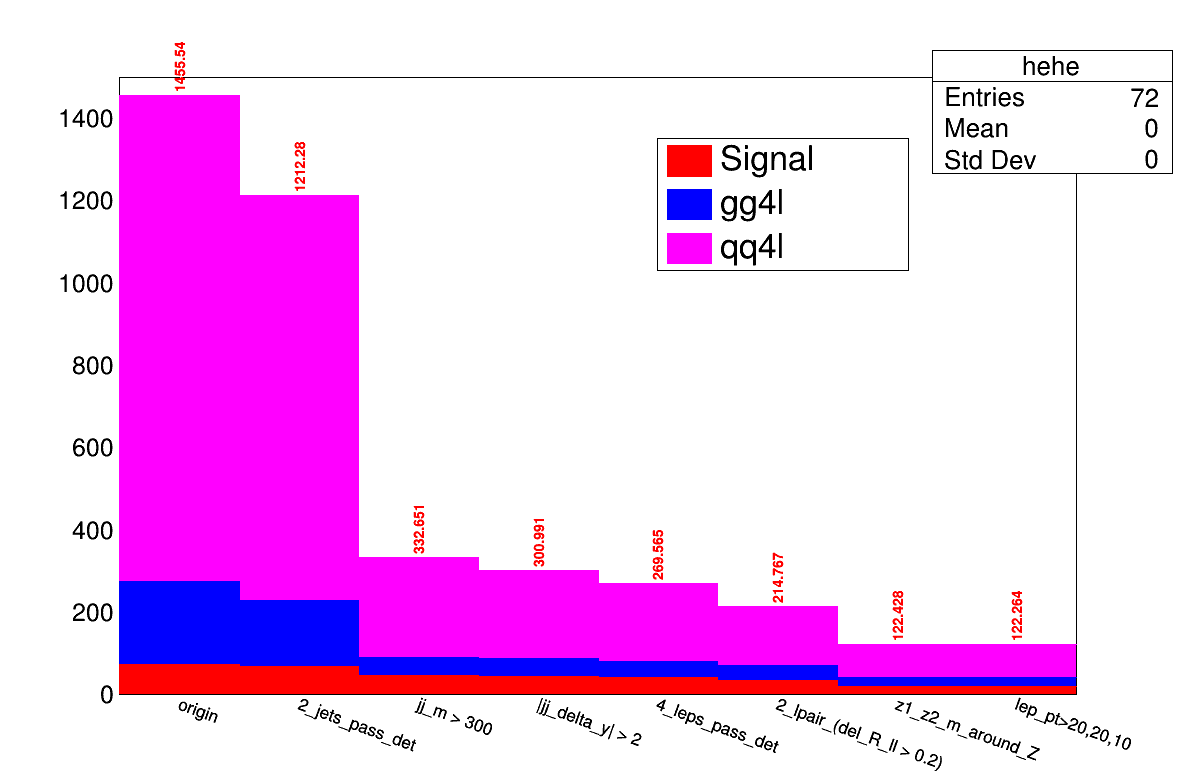 1455.54
hehe
Entries 72
Mean 0
Std Dev 0
1212.28
Signal
gg4l
qq4l
332.651
300.991
269.565
214.767
122.428
122.264
1400
1200
1000
800
600
400
200
0
origin
2_jets_pass_det
jj_m > 300
|jj_delta_y| > 2
4_leps_pass_det
2_lpair_(del_R_ll > 0.2)
z1_z2_m_around_Z
lep_pt>20,20,10